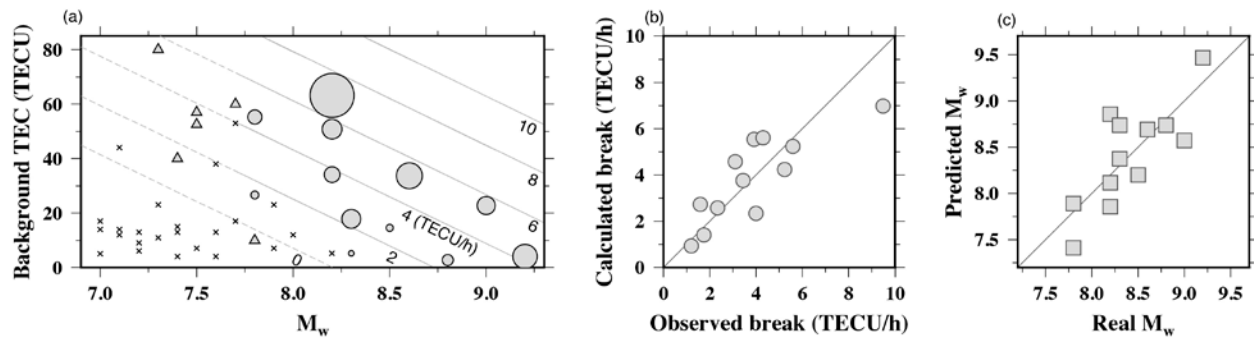 (a)
Background TEC (TECU)
80
60
40
20
0
7.0 7.5 8.0 8.5 9.0
M_w
10
8
6
4 (TECU/h)
2
0
(b)
Calculated break (TECU/h)
10
8
6
4
2
0
0 2 4 6 8 10
Observed break (TECU/h)
(c)
Predicted M_w
9.5
9.0
8.5
8.0
7.5
7.5 8.0 8.5 9.0 9.5
Real M_w